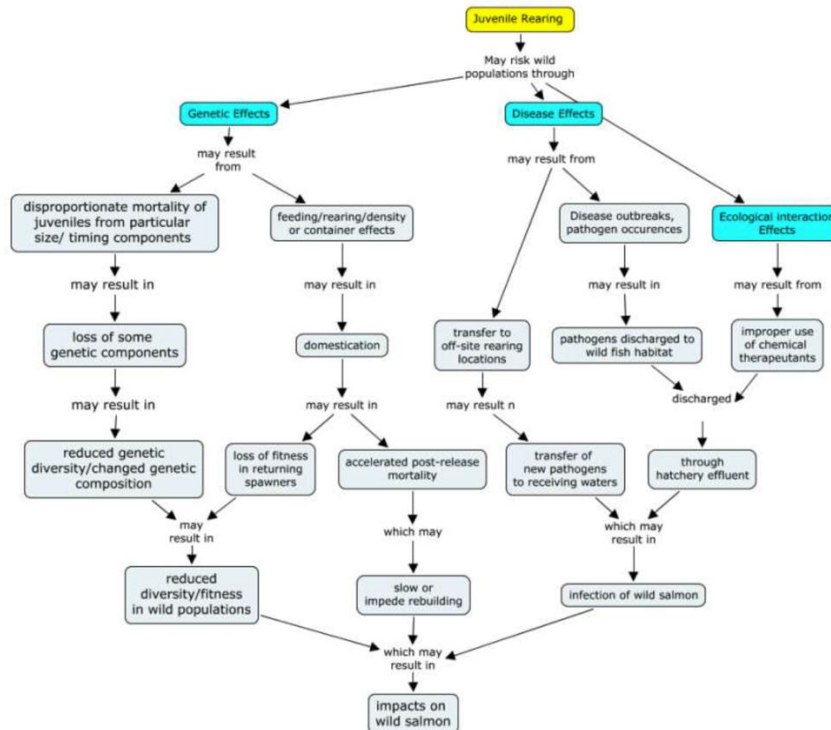 Juvenile Rearing
May risk wild
populations through
Genetic Effects
Disease Effects
may result
from
may result from
disproportionate mortality of
juveniles from particular
size/ timing components
feeding/rearing/density
or container effects
Disease outbreaks,
pathogen occurences
Ecological interaction
Effects
may result in
may result in
may result in
may result from
loss of some
genetic components
domestication
transfer to
off-site rearing
locations
pathogens discharged to
wild fish habitat
improper use
of chemical
therapeutants
may result in
may result in
may result n
discharged
reduced genetic
diversity/changed genetic
composition
loss of fitness
in returning
spawners
accelerated post-release
mortality
transfer of
new pathogens
to receiving waters
through
hatchery effluent
may
result in
which may
which may
result in
reduced
diversity/fitness
in wild populations
slow or
impede rebuilding
infection of wild salmon
which may
result in
impacts on
wild salmon